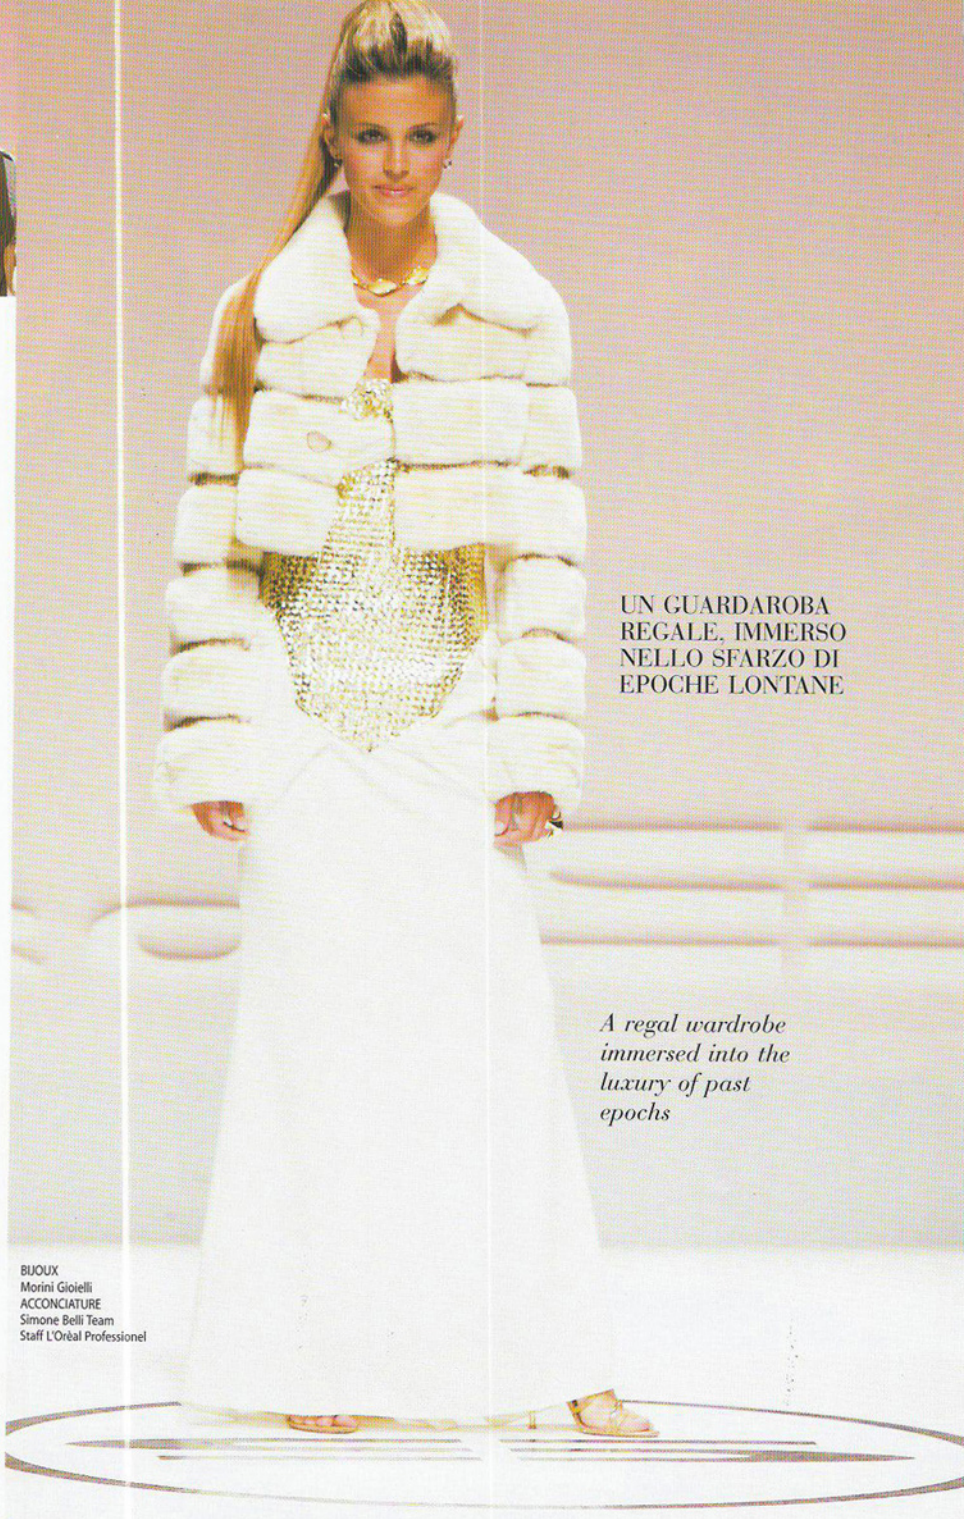 UN GUARDAROBA
REGALE, IMMERSO
NELLO SFARZO DI
EPOCHE LONTANE
A regal wardrobe
immersed into the
luxury of past
epochs
BIJOUX
Morini Gioielli
ACCONCIATURE
Simone Belli Team
Staff L'Orèal Professionel